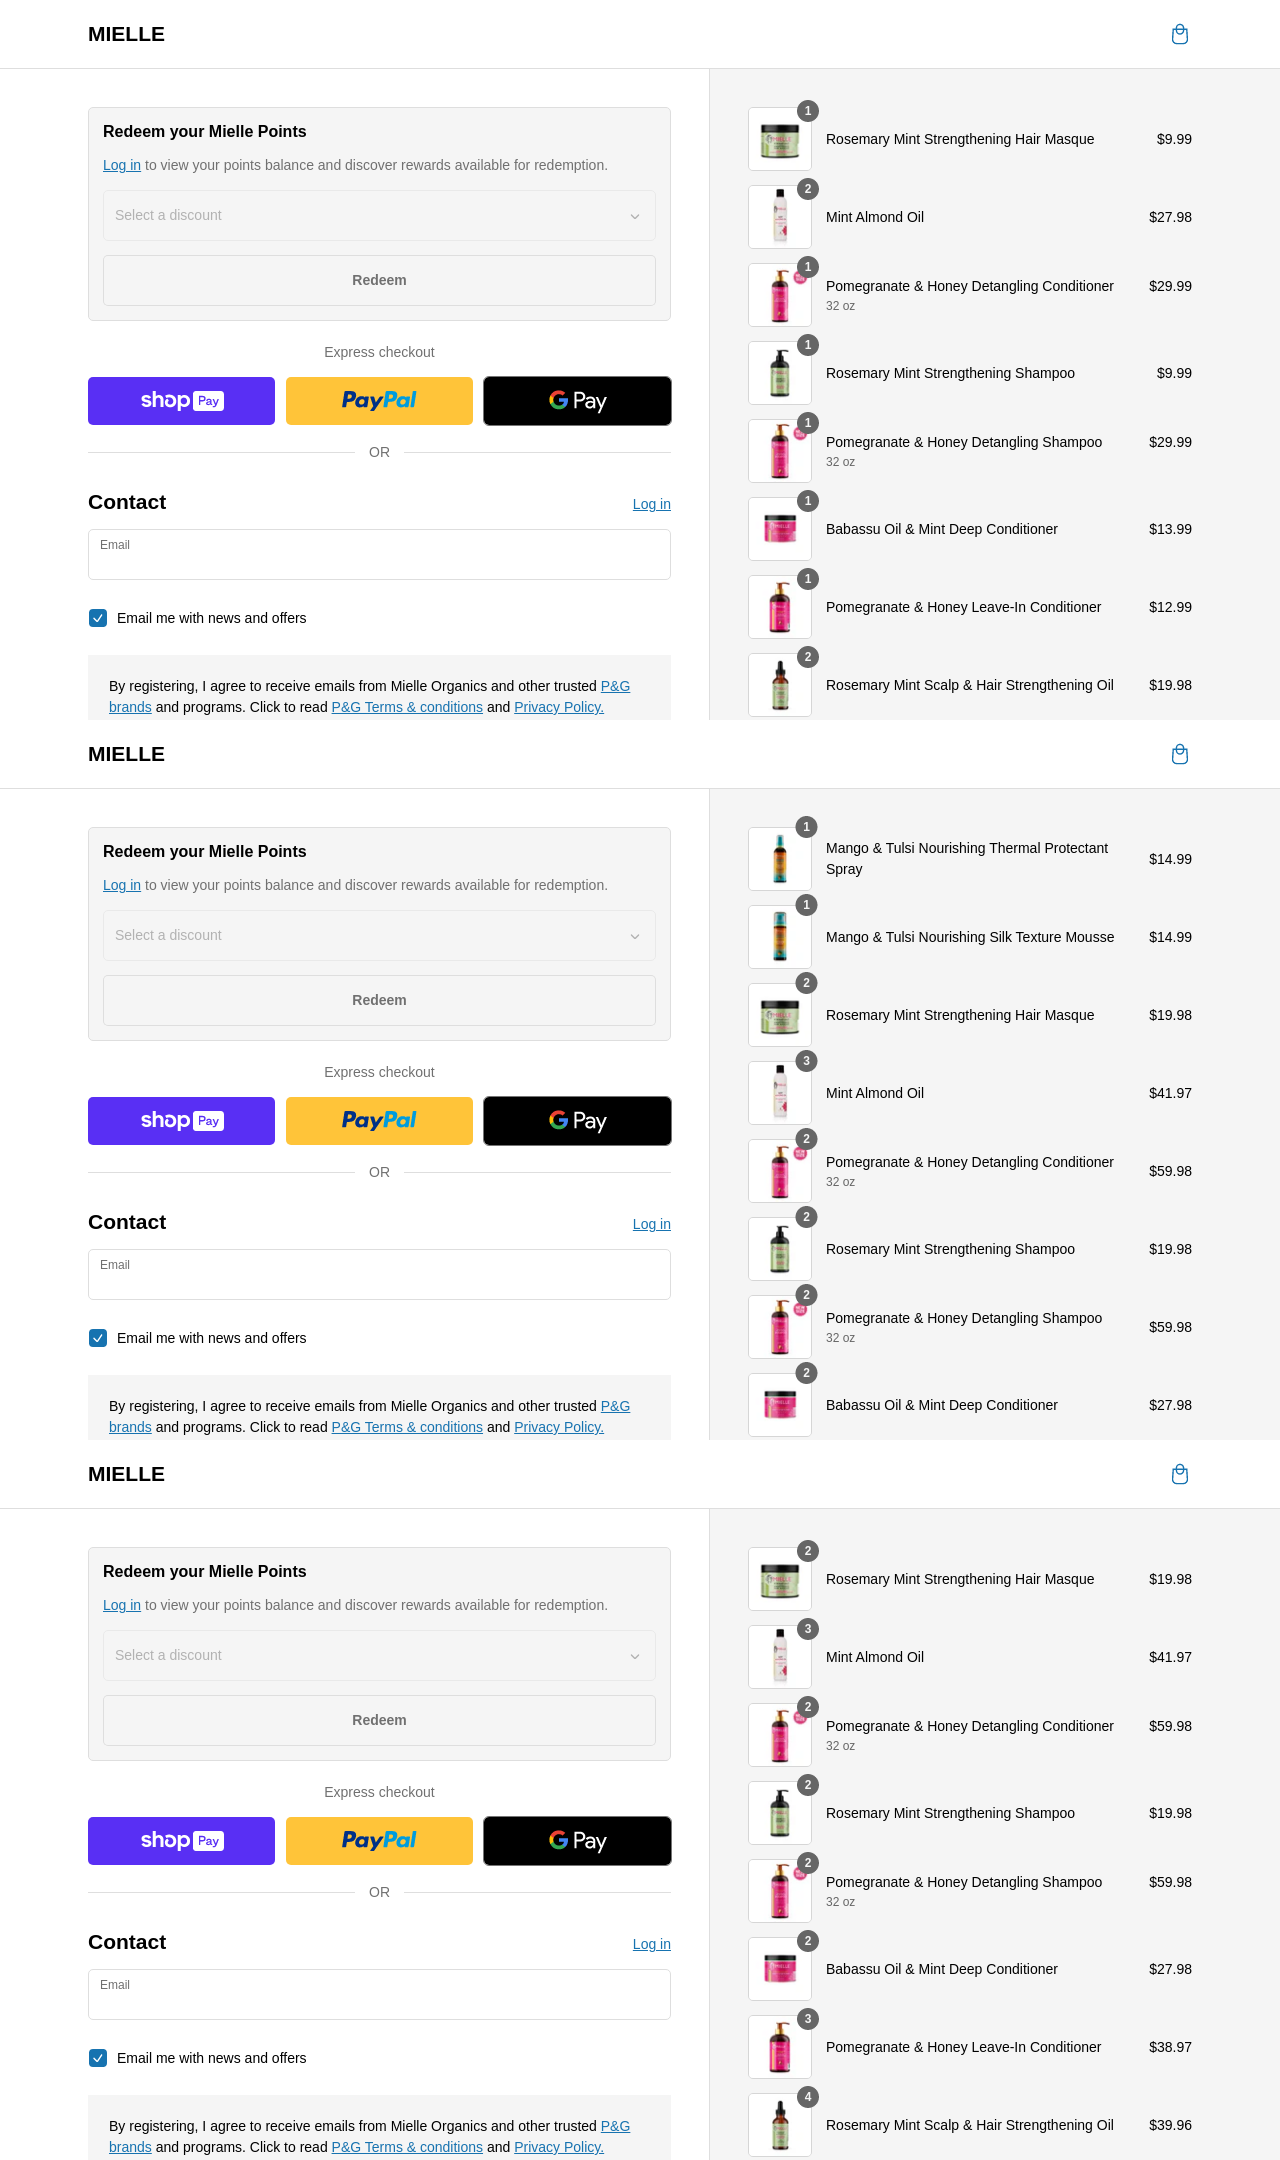 MIELLE
Redeem your Mielle Points
Log in to view your points balance and discover rewards available for redemption.
Select a discount
Redeem
Express checkout
shop Pay
PayPal
G Pay
OR
Contact
Log in
Email
Email me with news and offers
By registering, I agree to receive emails from Mielle Organics and other trusted P&G
brands and programs. Click to read P&G Terms & conditions and Privacy Policy.
1
Rosemary Mint Strengthening Hair Masque $9.99
2
Mint Almond Oil $27.98
1
Pomegranate & Honey Detangling Conditioner $29.99
32 oz
1
Rosemary Mint Strengthening Shampoo $9.99
1
Pomegranate & Honey Detangling Shampoo $29.99
32 oz
1
Babassu Oil & Mint Deep Conditioner $13.99
1
Pomegranate & Honey Leave-In Conditioner $12.99
2
Rosemary Mint Scalp & Hair Strengthening Oil $19.98
MIELLE
Redeem your Mielle Points
Log in to view your points balance and discover rewards available for redemption.
Select a discount
Redeem
Express checkout
shop Pay
PayPal
G Pay
OR
Contact
Log in
Email
Email me with news and offers
By registering, I agree to receive emails from Mielle Organics and other trusted P&G
brands and programs. Click to read P&G Terms & conditions and Privacy Policy.
1
Mango & Tulsi Nourishing Thermal Protectant
Spray
$14.99
1
Mango & Tulsi Nourishing Silk Texture Mousse $14.99
2
Rosemary Mint Strengthening Hair Masque $19.98
3
Mint Almond Oil $41.97
2
Pomegranate & Honey Detangling Conditioner
32 oz
$59.98
2
Rosemary Mint Strengthening Shampoo $19.98
2
Pomegranate & Honey Detangling Shampoo
32 oz
$59.98
2
Babassu Oil & Mint Deep Conditioner $27.98
MIELLE
Redeem your Mielle Points
Log in to view your points balance and discover rewards available for redemption.
Select a discount
Redeem
Express checkout
shop Pay
PayPal
G Pay
OR
Contact
Log in
Email
Email me with news and offers
By registering, I agree to receive emails from Mielle Organics and other trusted P&G
brands and programs. Click to read P&G Terms & conditions and Privacy Policy.
2
Rosemary Mint Strengthening Hair Masque $19.98
3
Mint Almond Oil $41.97
2
Pomegranate & Honey Detangling Conditioner $59.98
32 oz
2
Rosemary Mint Strengthening Shampoo $19.98
2
Pomegranate & Honey Detangling Shampoo $59.98
32 oz
2
Babassu Oil & Mint Deep Conditioner $27.98
3
Pomegranate & Honey Leave-In Conditioner $38.97
4
Rosemary Mint Scalp & Hair Strengthening Oil $39.96